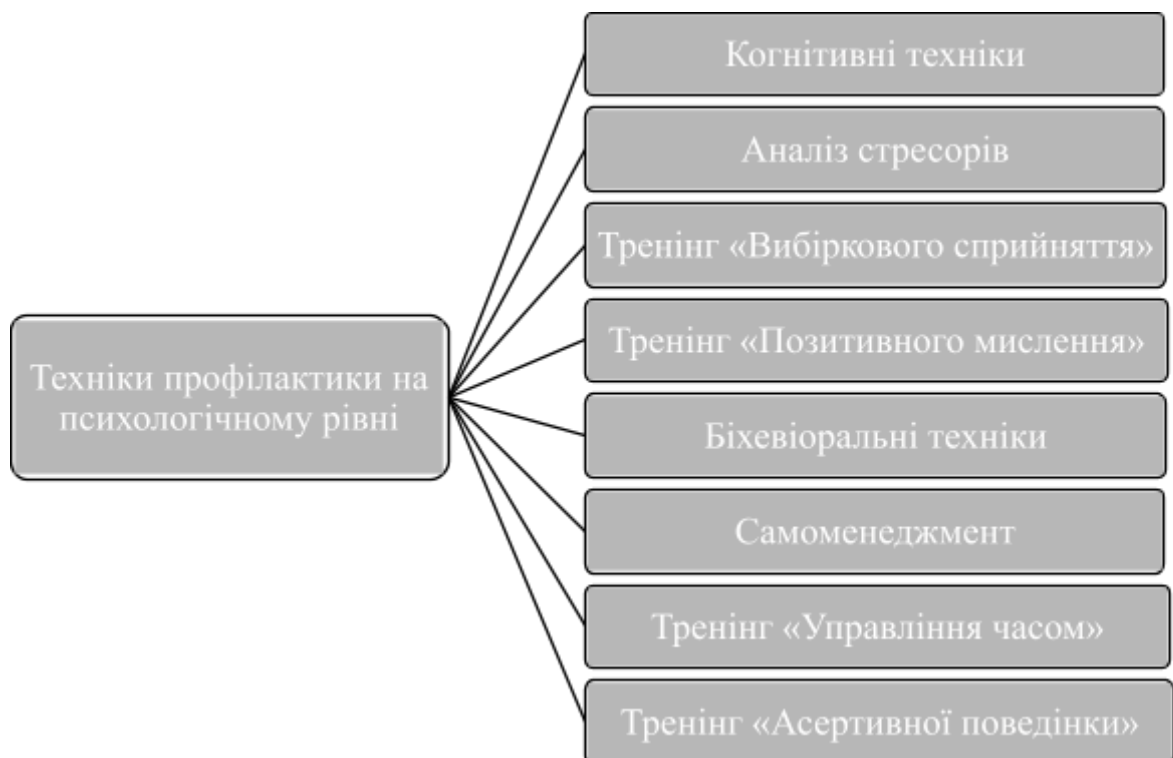 Когнітивні техніки
Аналіз стресорів
Тренінг «Вибіркового сприйняття»
Тренінг «Позитивного мислення»
Техніки профілактики на
психологічному рівні
Біхевіоральні техніки
Самоменеджмент
Тренінг «Управління часом»
Тренінг «Асертивної поведінки»